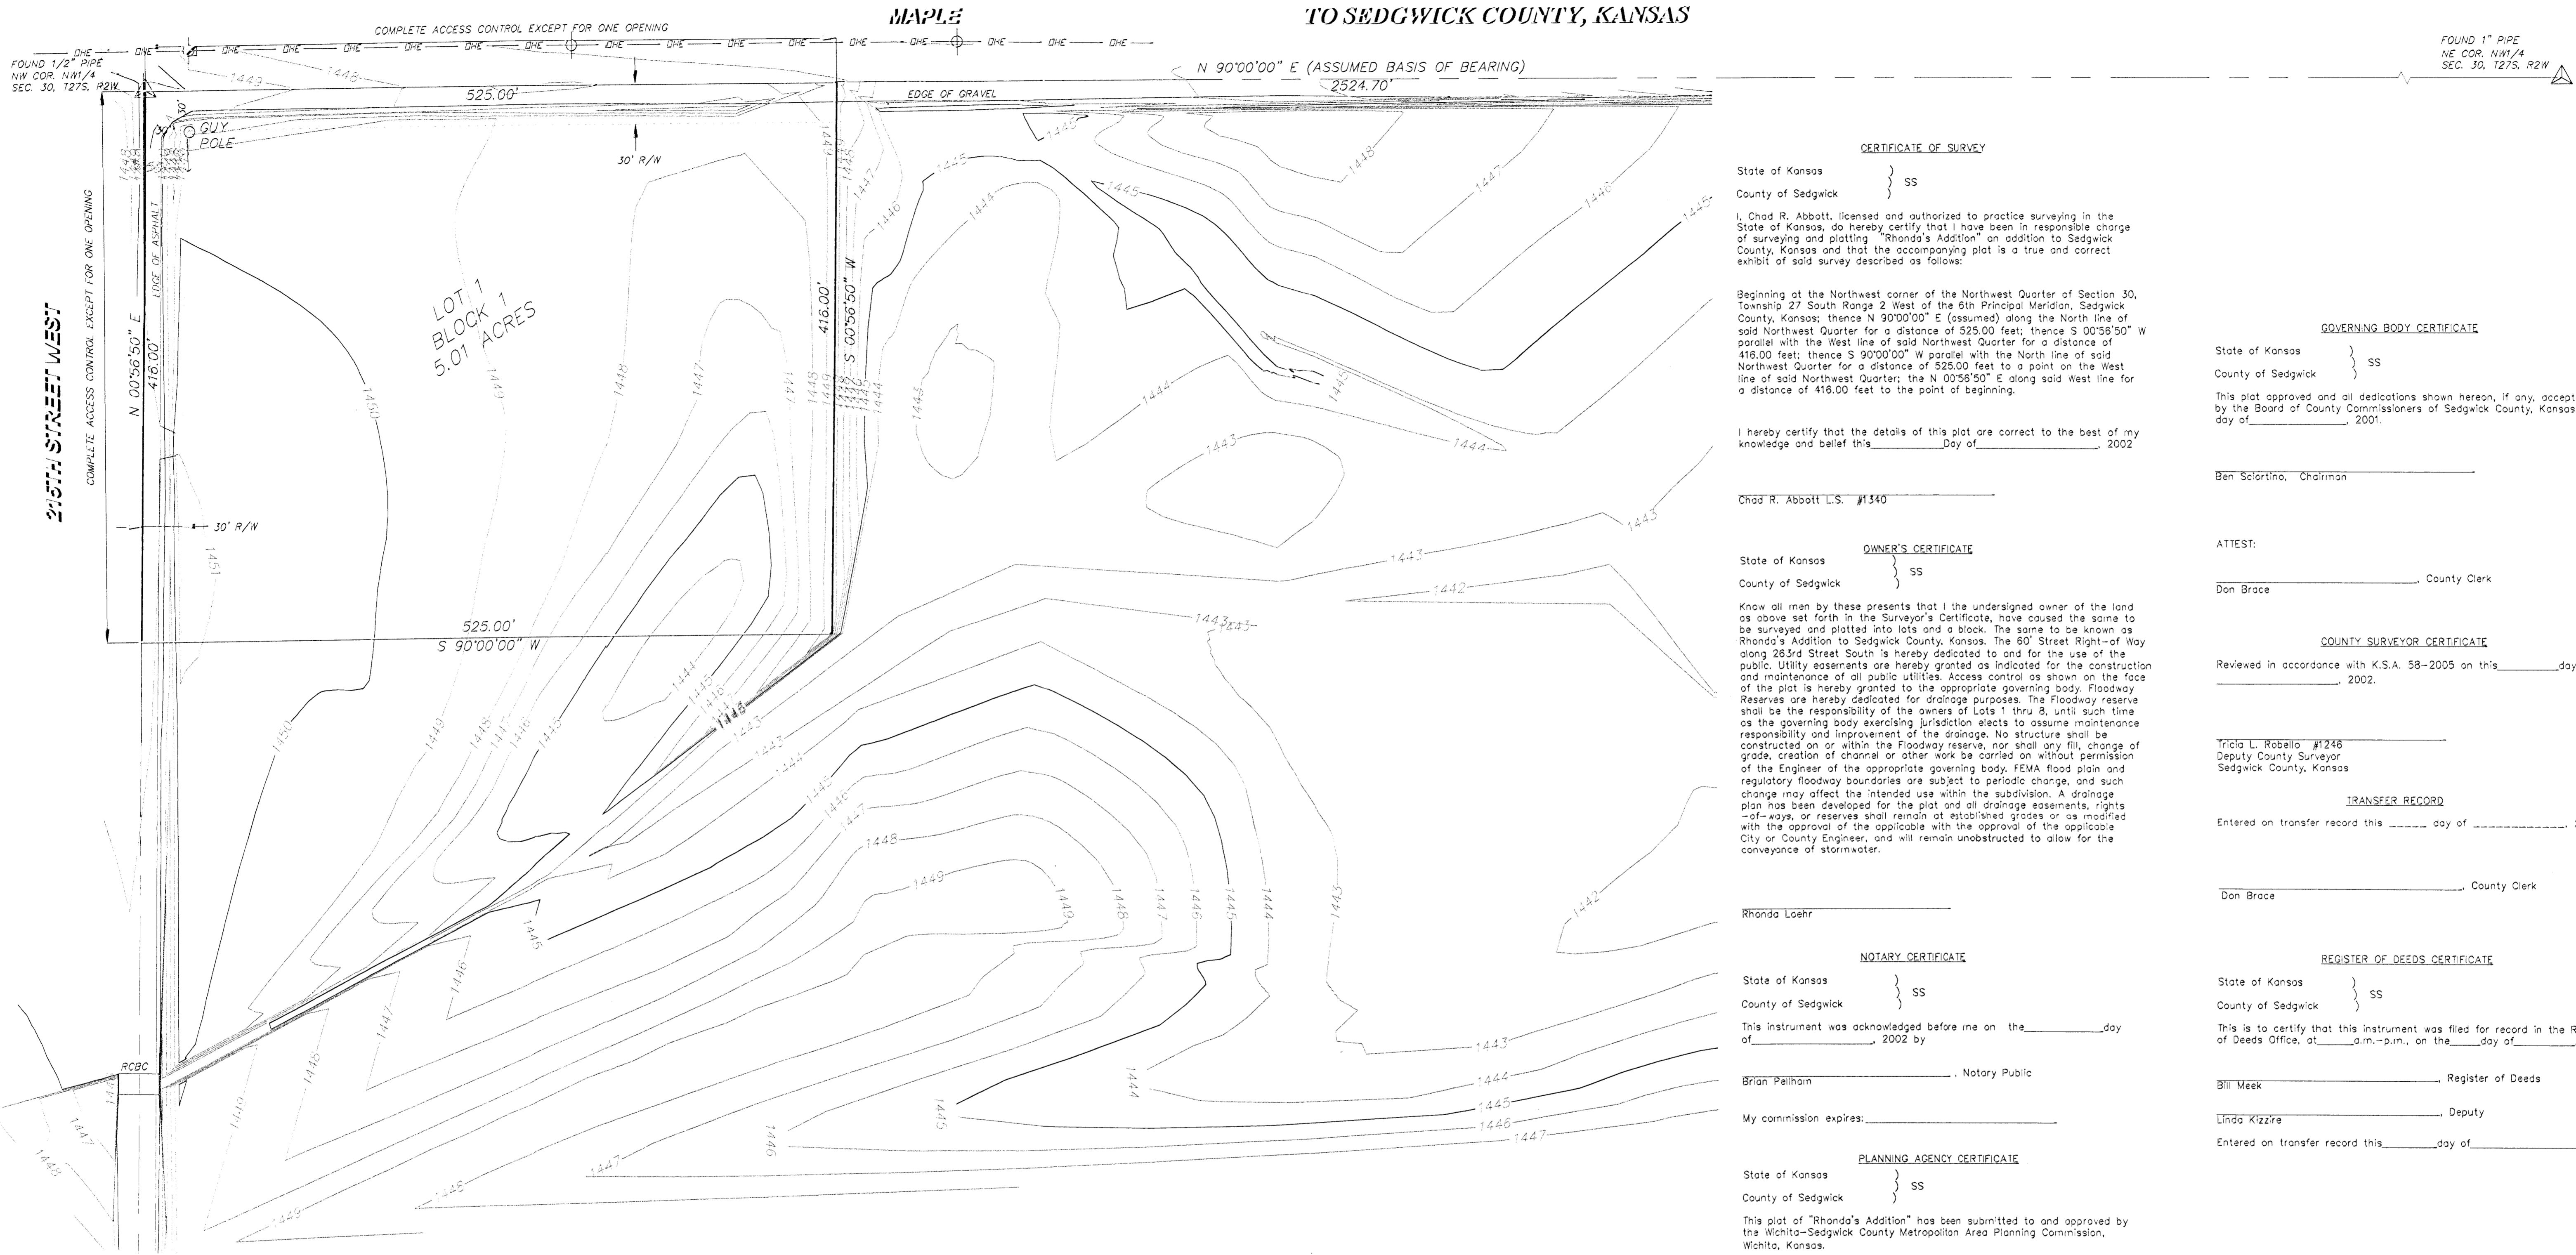 MAPLE
TO SEDGWICK COUNTY, KANSAS
COMPLETE ACCESS CONTROL EXCEPT FOR ONE OPENING
OHE OHE OHE OHE OHE OHE OHE OHE OHE OHE OHE OHE OHE OHE OHE OHE
FOUND 1/2" PIPE
NW COR. NW1/4
SEC. 30, T27S, R2W
FOUND 1" PIPE
NE COR. NW1/4
SEC. 30, T27S, R2W
N 90°00'00" E (ASSUMED BASIS OF BEARING)
2524.70'
525.00'
EDGE OF GRAVEL
30'
30'
GUY
POLE
30' R/W
215TH STREET WEST
COMPLETE ACCESS CONTROL EXCEPT FOR ONE OPENING
N 00°56'50" E
416.00'
EDGE OF ASPHALT
LOT 1
BLOCK 1
5.01 ACRES
416.00'
S 00°56'50" W
30' R/W
525.00'
S 90°00'00" W
RCBC
CERTIFICATE OF SURVEY
State of Kansas )
) SS
County of Sedgwick )
I, Chad R. Abbott, licensed and authorized to practice surveying in the
State of Kansas, do hereby certify that I have been in responsible charge
of surveying and platting "Rhonda's Addition" an addition to Sedgwick
County, Kansas and that the accompanying plat is a true and correct
exhibit of said survey described as follows:
Beginning at the Northwest corner of the Northwest Quarter of Section 30,
Township 27 South Range 2 West of the 6th Principal Meridian, Sedgwick
County, Kansas; thence N 90°00'00" E (assumed) along the North line of
said Northwest Quarter for a distance of 525.00 feet; thence S 00°56'50" W
parallel with the West line of said Northwest Quarter for a distance of
416.00 feet; thence S 90°00'00" W parallel with the North line of said
Northwest Quarter for a distance of 525.00 feet to a point on the West
line of said Northwest Quarter; the N 00°56'50" E along said West line for
a distance of 416.00 feet to the point of beginning.
I hereby certify that the details of this plat are correct to the best of my
knowledge and belief this__________Day of________________, 2002
Chad R. Abbott L.S. #1340
OWNER'S CERTIFICATE
State of Kansas )
) SS
County of Sedgwick )
Know all men by these presents that I the undersigned owner of the land
as above set forth in the Surveyor's Certificate, have caused the same to
be surveyed and platted into lots and a block. The same to be known as
Rhonda's Addition to Sedgwick County, Kansas. The 60' Street Right-of Way
along 263rd Street South is hereby dedicated to and for the use of the
public. Utility easements are hereby granted as indicated for the construction
and maintenance of all public utilities. Access control as shown on the face
of the plat is hereby granted to the appropriate governing body. Floodway
Reserves are hereby dedicated for drainage purposes. The Floodway reserve
shall be the responsibility of the owners of Lots 1 thru 8, until such time
as the governing body exercising jurisdiction elects to assume maintenance
responsibility and improvement of the drainage. No structure shall be
constructed on or within the Floodway reserve, nor shall any fill, change of
grade, creation of channel or other work be carried on without permission
of the Engineer of the appropriate governing body. FEMA flood plain and
regulatory floodway boundaries are subject to periodic change, and such
change may affect the intended use within the subdivision. A drainage
plan has been developed for the plat and all drainage easements, rights
-of-ways, or reserves shall remain at established grades or as modified
with the approval of the applicable with the approval of the applicable
City or County Engineer, and will remain unobstructed to allow for the
conveyance of stormwater.
Rhonda Loehr
NOTARY CERTIFICATE
State of Kansas )
) SS
County of Sedgwick )
This instrument was acknowledged before me on the___________day
of________________, 2002 by
Brian Pellham , Notary Public
My commission expires:__________________________
PLANNING AGENCY CERTIFICATE
State of Kansas )
) SS
County of Sedgwick )
This plat of "Rhonda's Addition" has been submitted to and approved by
the Wichita-Sedgwick County Metropolitan Area Planning Commission,
Wichita, Kansas.
GOVERNING BODY CERTIFICATE
State of Kansas )
) SS
County of Sedgwick )
This plat approved and all dedications shown hereon, if any, accept
by the Board of County Commissioners of Sedgwick County, Kansas
day of_____________, 2001.
Ben Sciortino, Chairman
ATTEST:
, County Clerk
Don Brace
COUNTY SURVEYOR CERTIFICATE
Reviewed in accordance with K.S.A. 58-2005 on this________day
________________, 2002.
Tricia L. Robello #1246
Deputy County Surveyor
Sedgwick County, Kansas
TRANSFER RECORD
Entered on transfer record this _____ day of ____________,
, County Clerk
Don Brace
REGISTER OF DEEDS CERTIFICATE
State of Kansas )
) SS
County of Sedgwick )
This is to certify that this instrument was filed for record in the R
of Deeds Office, at_____a.m.-p.m., on the____day of________
, Register of Deeds
Bill Meek
, Deputy
Linda Kizzire
Entered on transfer record this_______day of____________